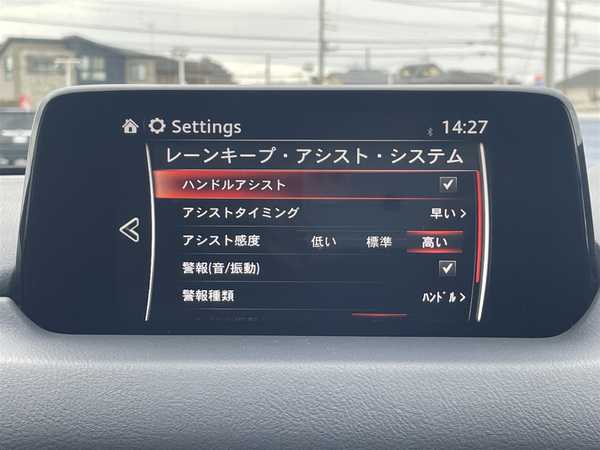 Settings 14:27
レーンキープ・アシスト・システム
ハンドルアシスト
アシストタイミング 早い
アシスト感度 低い 標準 高い
警報(音/振動)
警報種類 ﾊﾝﾄﾞﾙ